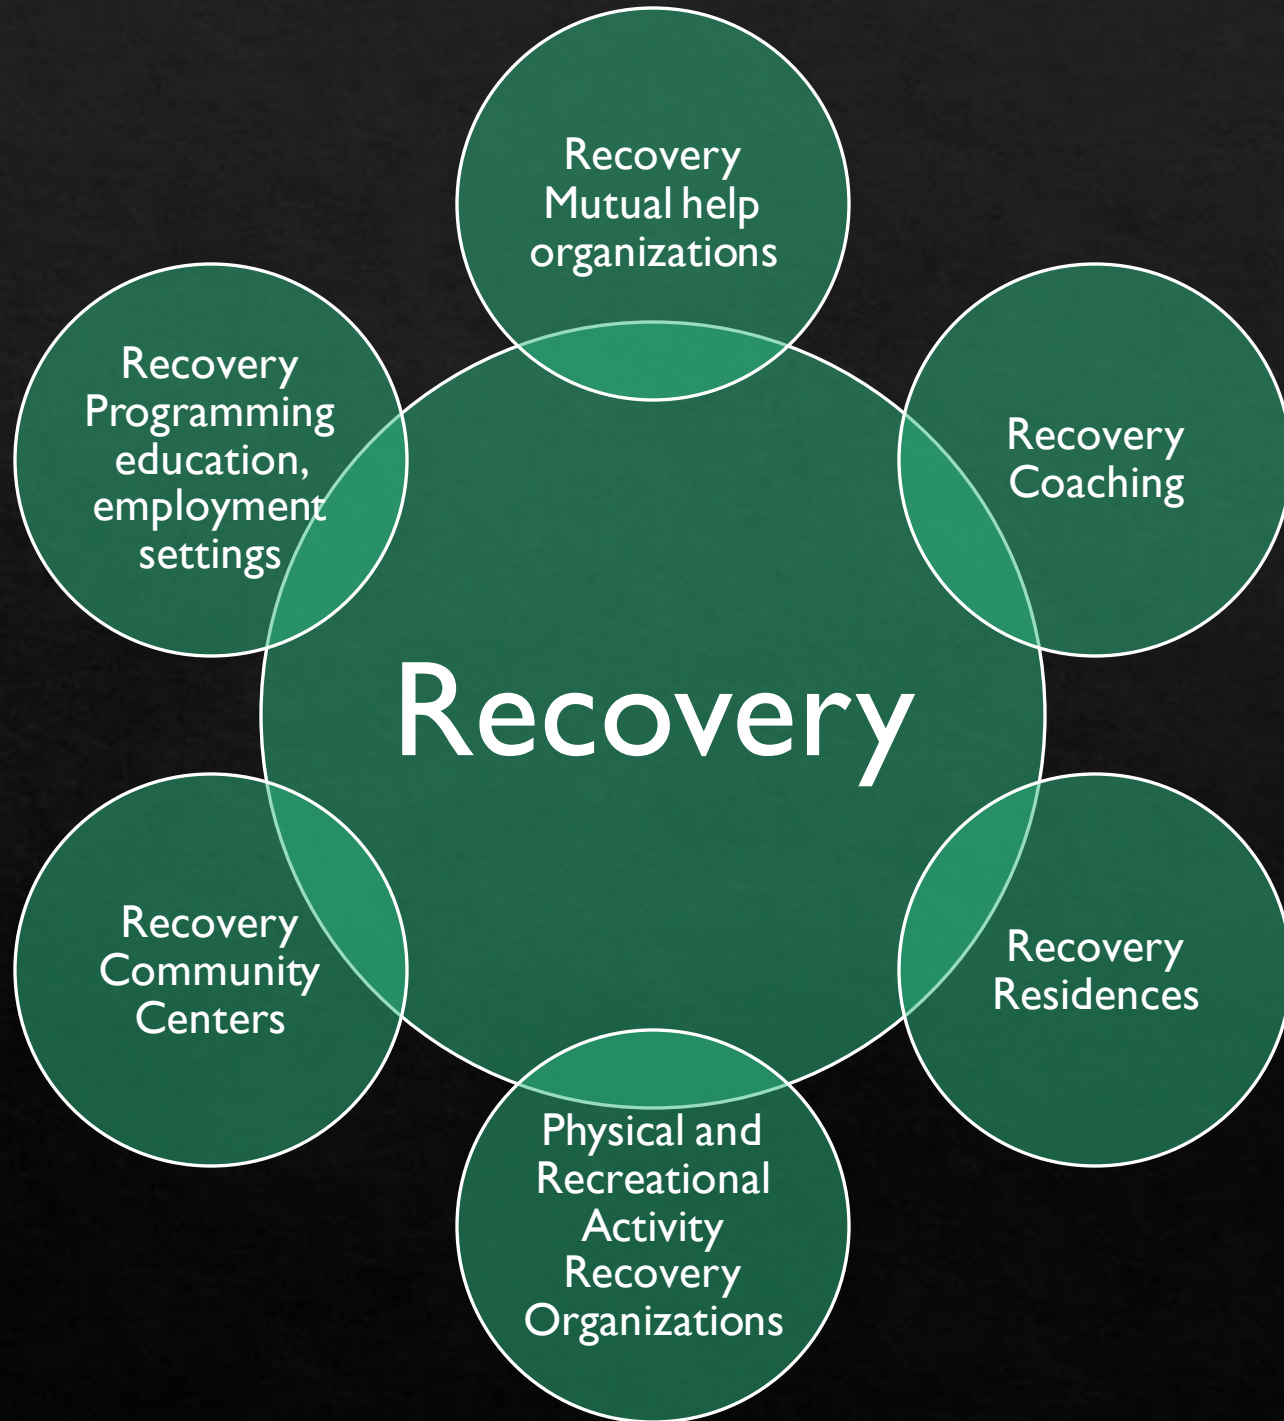 Recovery
Mutual help
organizations
Recovery
Coaching
Recovery
Residences
Physical and
Recreational
Activity
Recovery
Organizations
Recovery
Community
Centers
Recovery
Programming
education,
employment
settings
Recovery